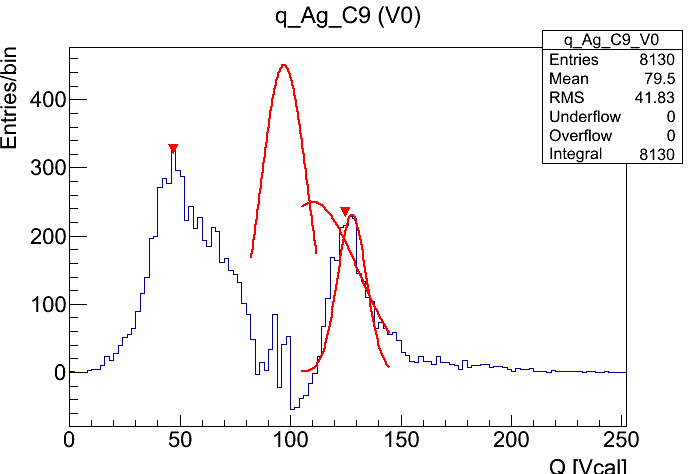 q_Ag_C9 (V0)
q_Ag_C9_V0
Entries 8130
Mean 79.5
RMS 41.83
Underflow 0
Overflow 0
Integral 8130
Entries/bin
400
300
200
100
0
0 50 100 150 200 250
Q [Vcal]